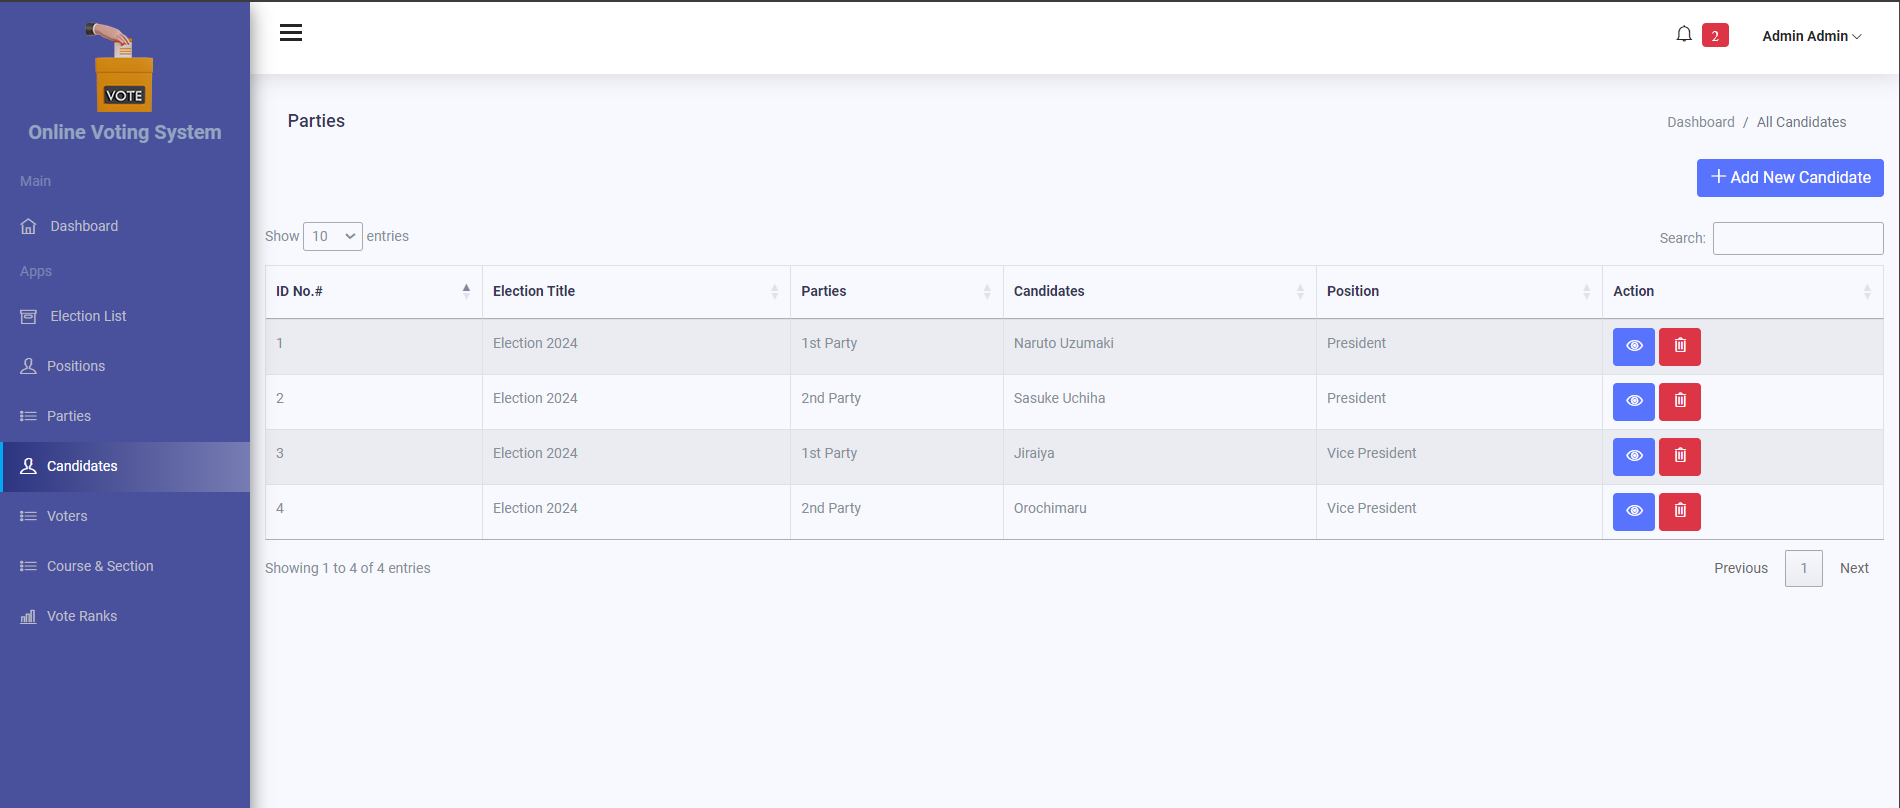 VOTE
Online Voting System
Main
Dashboard
Apps
Election List
Positions
Parties
Candidates
Voters
Course & Section
Vote Ranks
2
Admin Admin
Parties
Dashboard / All Candidates
Add New Candidate
Show 10 entries
Search:
ID No.# Election Title Parties Candidates Position Action
1 Election 2024 1st Party Naruto Uzumaki President
2 Election 2024 2nd Party Sasuke Uchiha President
3 Election 2024 1st Party Jiraiya Vice President
4 Election 2024 2nd Party Orochimaru Vice President
Showing 1 to 4 of 4 entries
Previous 1 Next